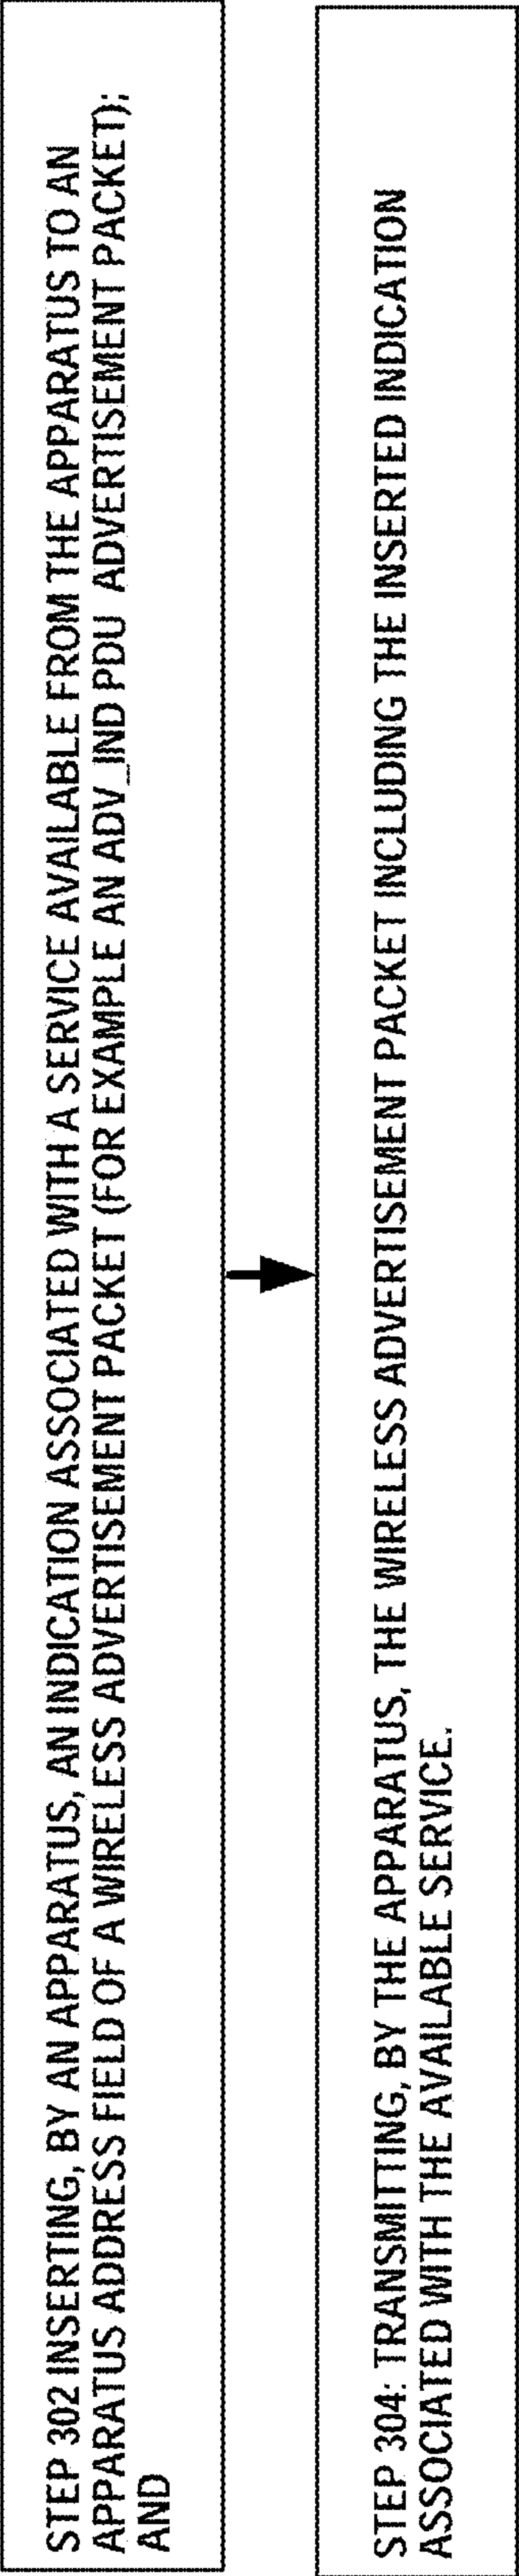 STEP 302 INSERTING, BY AN APPARATUS, AN INDICATION ASSOCIATED WITH A SERVICE AVAILABLE FROM THE APPARATUS TO AN
APPARATUS ADDRESS FIELD OF A WIRELESS ADVERTISEMENT PACKET (FOR EXAMPLE AN ADV_IND PDU ADVERTISEMENT PACKET);
AND
STEP 304: TRANSMITTING, BY THE APPARATUS, THE WIRELESS ADVERTISEMENT PACKET INCLUDING THE INSERTED INDICATION
ASSOCIATED WITH THE AVAILABLE SERVICE.